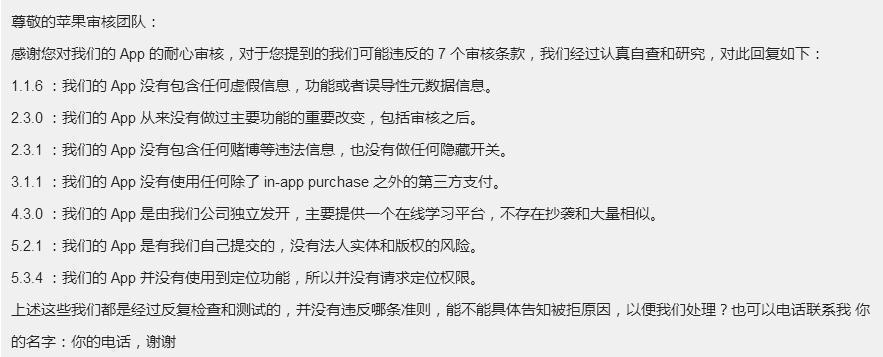 尊敬的苹果审核团队：
感谢您对我们的 App 的耐心审核，对于您提到的我们可能违反的 7 个审核条款，我们经过认真自查和研究，对此回复如下：
1.1.6 ：我们的 App 没有包含任何虚假信息，功能或者误导性元数据信息。
2.3.0 ：我们的 App 从来没有做过主要功能的重要改变，包括审核之后。
2.3.1 ：我们的 App 没有包含任何赌博等违法信息，也没有做任何隐藏开关。
3.1.1 ：我们的 App 没有使用任何除了 in-app purchase 之外的第三方支付。
4.3.0 ：我们的 App 是由我们公司独立发开，主要提供一个在线学习平台，不存在抄袭和大量相似。
5.2.1 ：我们的 App 是有我们自己提交的，没有法人实体和版权的风险。
5.3.4 ：我们的 App 并没有使用到定位功能，所以并没有请求定位权限。
上述这些我们都是经过反复检查和测试的，并没有违反哪条准则，能不能具体告知被拒原因，以便我们处理？也可以电话联系我 你
的名字：你的电话，谢谢